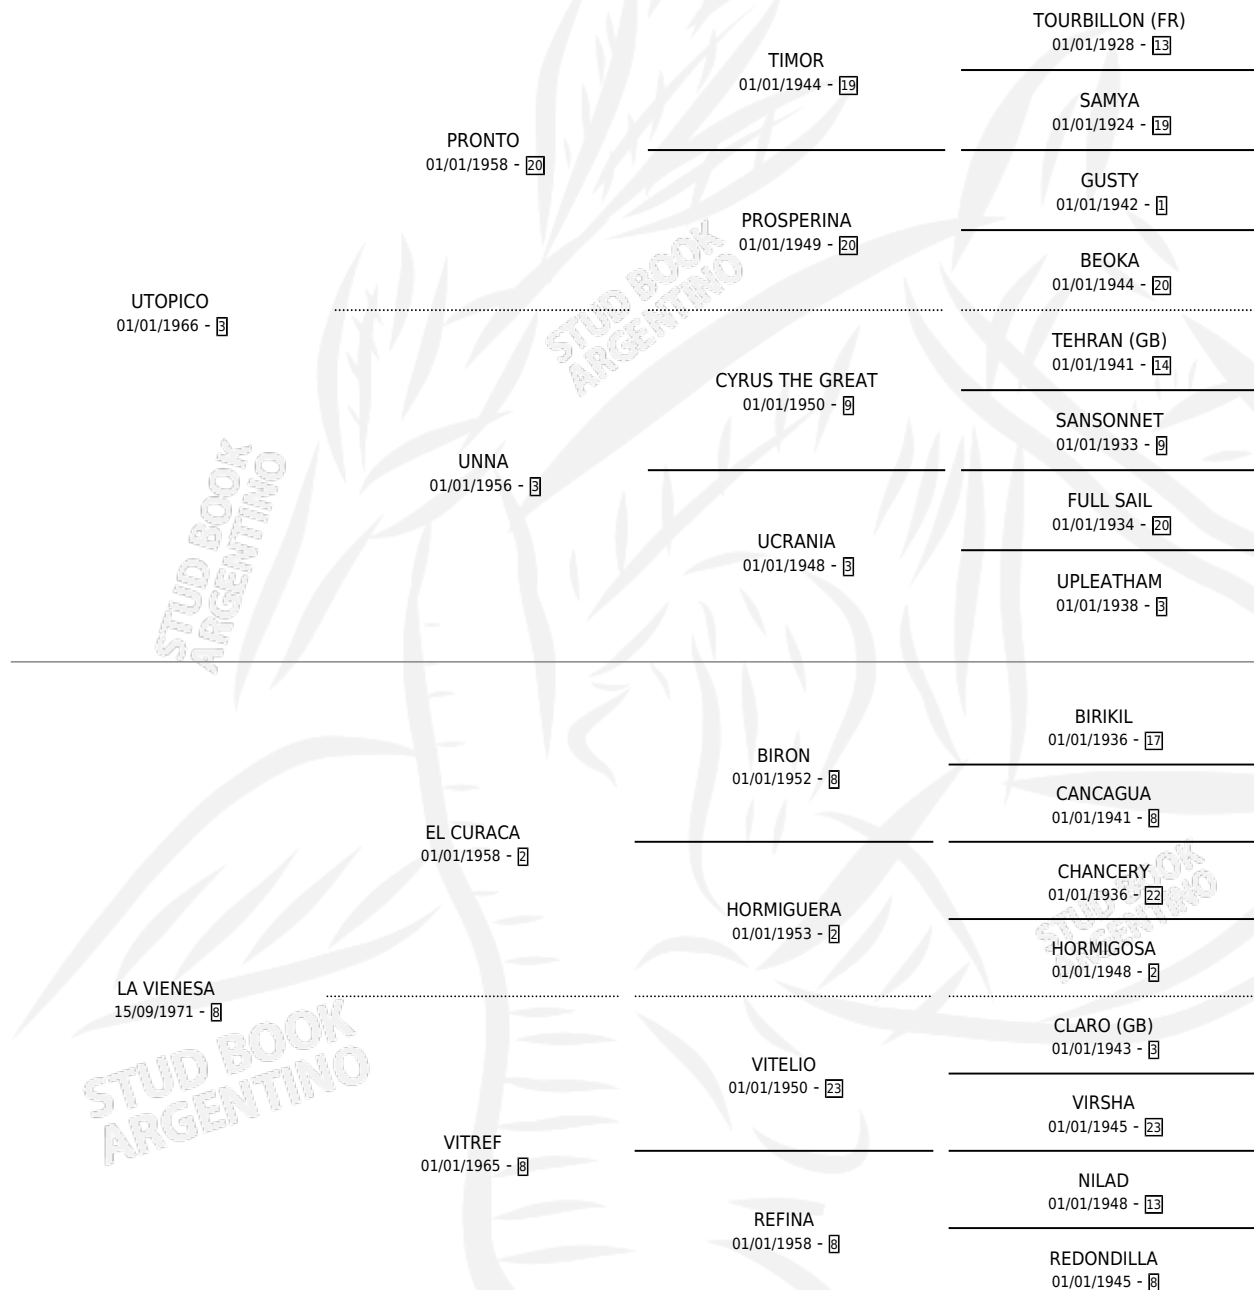 TOURBILLON (FR)
01/01/1928 - 13
TIMOR
01/01/1944 - 19
SAMYA
01/01/1924 - 19
PRONTO
01/01/1958 - 20
GUSTY
01/01/1942 - 1
PROSPERINA
01/01/1949 - 20
BEOKA
01/01/1944 - 20
UTOPICO
01/01/1966 - 3
TEHRAN (GB)
01/01/1941 - 14
CYRUS THE GREAT
01/01/1950 - 9
SANSONNET
01/01/1933 - 9
UNNA
01/01/1956 - 3
FULL SAIL
01/01/1934 - 20
UCRANIA
01/01/1948 - 3
UPLEATHAM
01/01/1938 - 3
BIRIKIL
01/01/1936 - 17
BIRON
01/01/1952 - 8
CANCAGUA
01/01/1941 - 8
EL CURACA
01/01/1958 - 2
CHANCERY
01/01/1936 - 22
HORMIGUERA
01/01/1953 - 2
HORMIGOSA
01/01/1948 - 2
LA VIENESA
15/09/1971 - 8
CLARO (GB)
01/01/1943 - 3
VITELIO
01/01/1950 - 23
VIRSHA
01/01/1945 - 23
VITREF
01/01/1965 - 8
NILAD
01/01/1948 - 13
REFINA
01/01/1958 - 8
REDONDILLA
01/01/1945 - 8
STUD BOOK
ARGENTINO
STUD BOOK
ARGENTINO
STUD BOOK
ARGENTINO
STUD BOOK
ARGENTINO